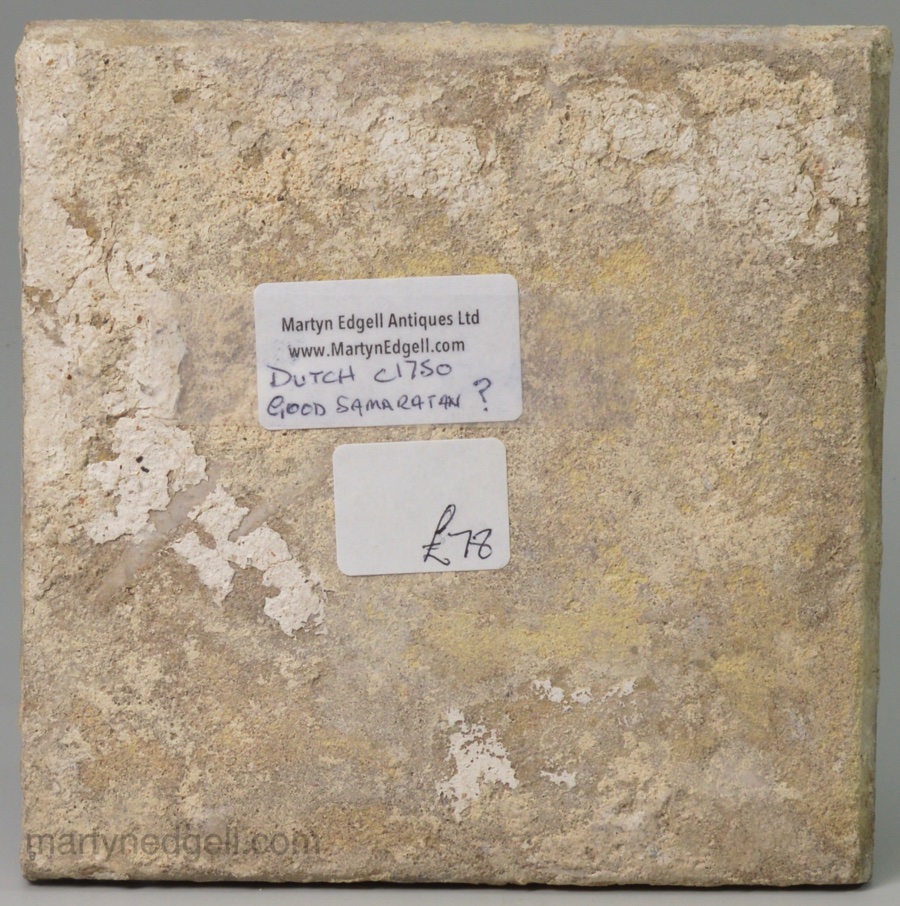 Martyn Edgell Antiques Ltd
www.MartynEdgell.com
DUTCH c1750
GOOD SAMARATAN ?
£78
martynedgell.com